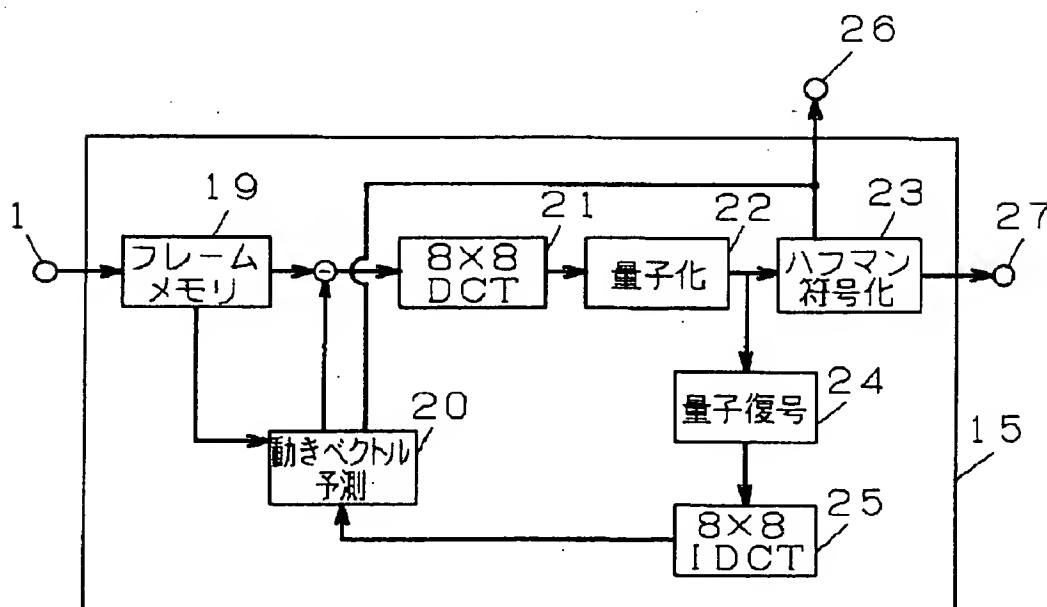 26
19
21
22
23
1
27
フレーム
メモリ
8×8
DCT
量子化
ハフマン
符号化
20
24
量子復号
15
動きベクトル
予測
25
8×8
IDCT